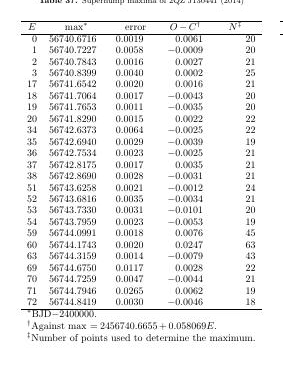 Table 37. Superhump maxima of 2QZ J130441 (2014)
E max* error O − C† N‡
0 56740.6716 0.0019 0.0061 20
1 56740.7227 0.0058 −0.0009 20
2 56740.7843 0.0016 0.0027 21
3 56740.8399 0.0040 0.0002 25
17 56741.6542 0.0020 0.0016 21
18 56741.7064 0.0017 −0.0043 20
19 56741.7653 0.0011 −0.0035 20
20 56741.8290 0.0015 0.0022 22
34 56742.6373 0.0064 −0.0025 22
35 56742.6940 0.0029 −0.0039 19
36 56742.7534 0.0023 −0.0025 21
37 56742.8175 0.0017 0.0035 21
38 56742.8690 0.0028 −0.0031 21
51 56743.6258 0.0021 −0.0012 24
52 56743.6816 0.0035 −0.0034 21
53 56743.7330 0.0031 −0.0101 20
54 56743.7959 0.0023 −0.0053 19
59 56744.0991 0.0018 0.0076 45
60 56744.1743 0.0020 0.0247 63
63 56744.3159 0.0014 −0.0079 43
69 56744.6750 0.0117 0.0028 22
70 56744.7259 0.0047 −0.0044 21
71 56744.7946 0.0265 0.0062 19
72 56744.8419 0.0030 −0.0046 18
*BJD−2400000.
†Against max = 2456740.6655 + 0.058069E.
‡Number of points used to determine the maximum.